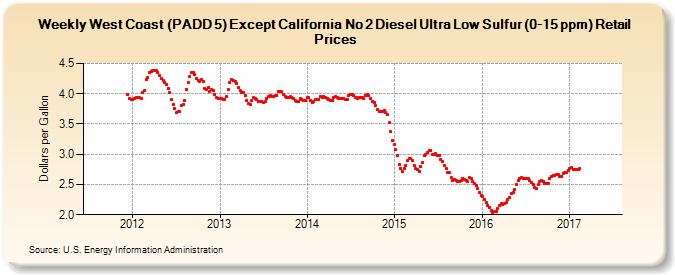 Weekly West Coast (PADD 5) Except California No 2 Diesel Ultra Low Sulfur (0-15 ppm) Retail
Prices
Dollars per Gallon
4.5
4.0
3.5
3.0
2.5
2.0
2012 2013 2014 2015 2016 2017
Source: U.S. Energy Information Administration